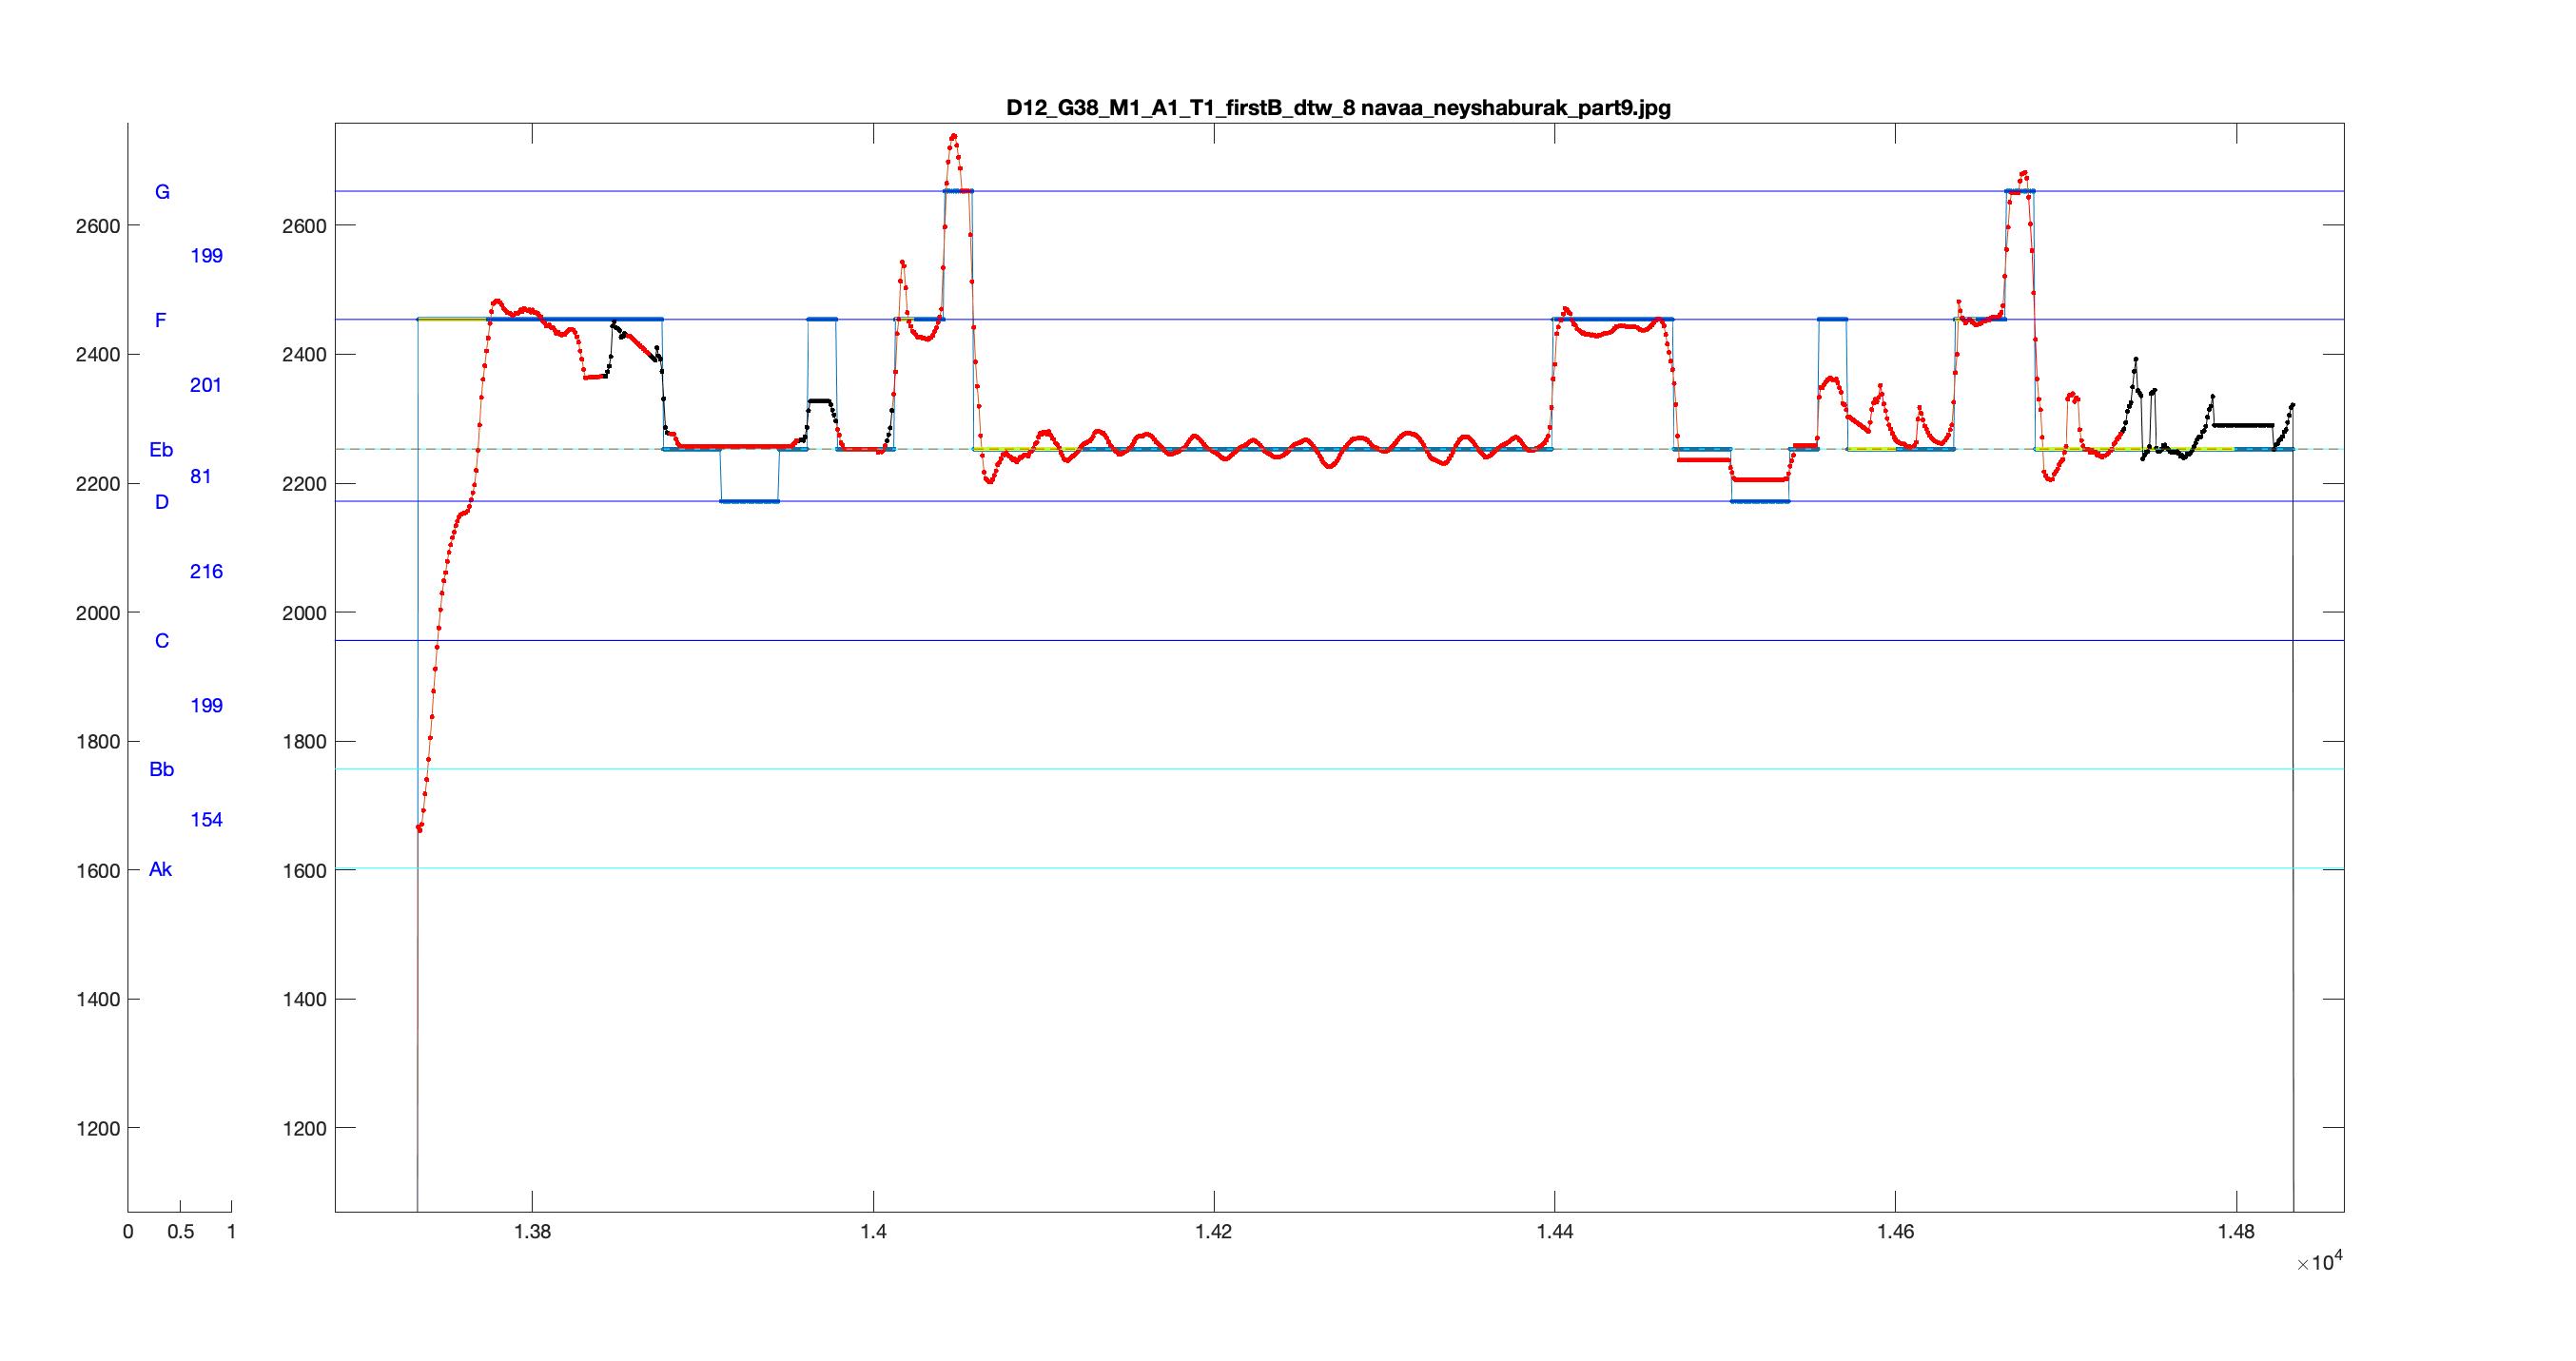 D12_G38_M1_A1_T1_firstB_dtw_8 navaa_neyshaburak_part9.jpg
G
2600 2600
199
F
2400 2400
201
Eb
81
2200 2200
D
216
2000 2000
C
199
1800 1800
Bb
154
1600 Ak 1600
1400 1400
1200 1200
0 0.5 1 1.38 1.4 1.42 1.44 1.46 1.48
×10⁴